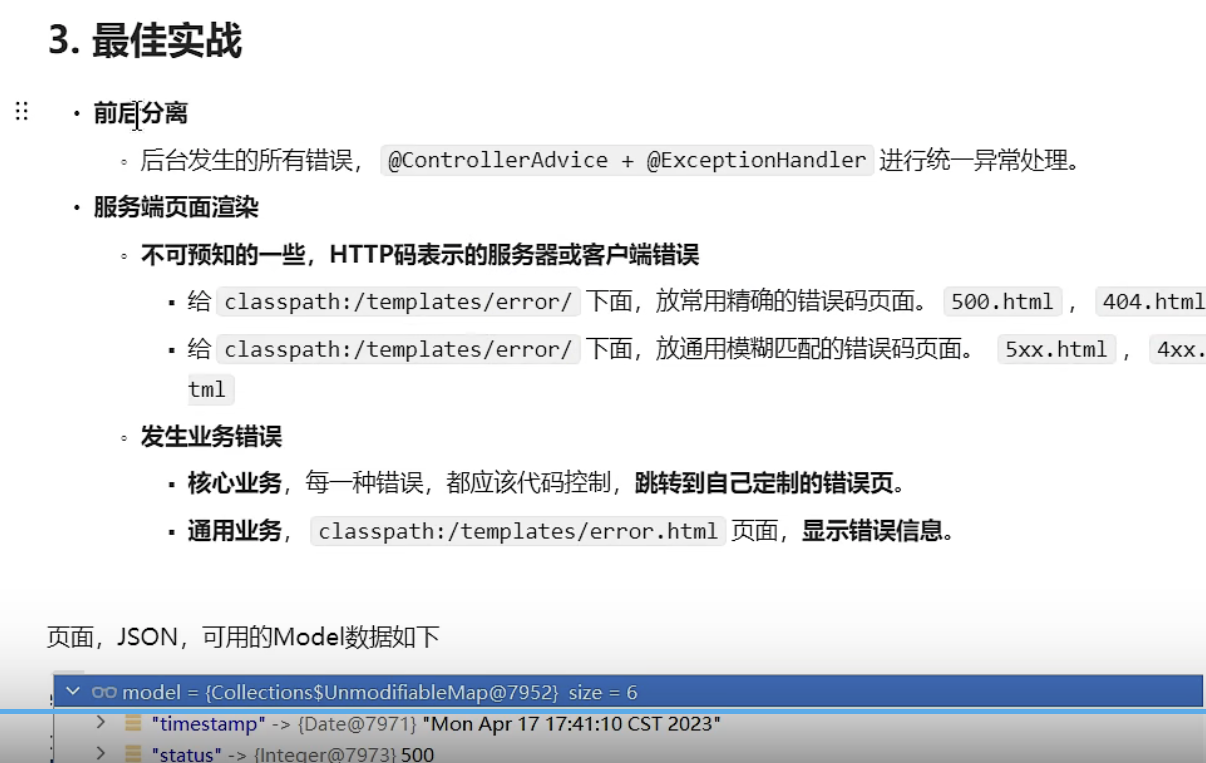 3. 最佳实战
前后分离
后台发生的所有错误， @ControllerAdvice + @ExceptionHandler 进行统一异常处理。
服务端页面渲染
不可预知的一些，HTTP码表示的服务器或客户端错误
给 classpath:/templates/error/ 下面，放常用精确的错误码页面。 500.html ， 404.html
给 classpath:/templates/error/ 下面，放通用模糊匹配的错误码页面。 5xx.html ， 4xx.
tml
发生业务错误
核心业务，每一种错误，都应该代码控制，跳转到自己定制的错误页。
通用业务， classpath:/templates/error.html 页面，显示错误信息。
页面，JSON，可用的Model数据如下
model = {Collections$UnmodifiableMap@7952} size = 6
"timestamp" -> {Date@7971} "Mon Apr 17 17:41:10 CST 2023"
"status" -> {Integer@7973} 500